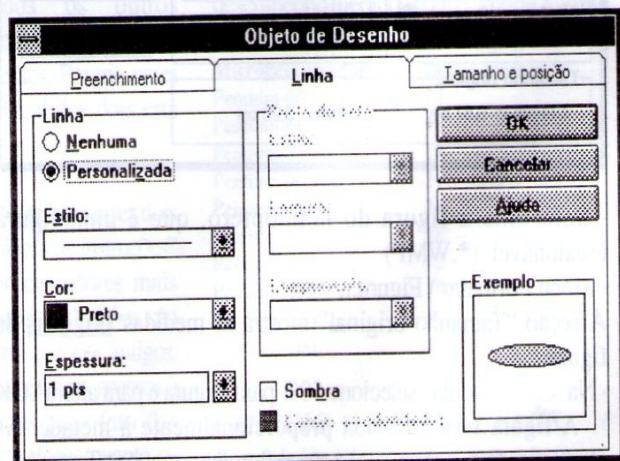 Objeto de Desenho
Preenchimento
Linha
Tamanho e posição
Linha
Nenhuma
Personalizada
Estilo:
Cor:
Preto
Espessura:
1 pts
Sombra
OK
Cancelar
Ajuda
Exemplo